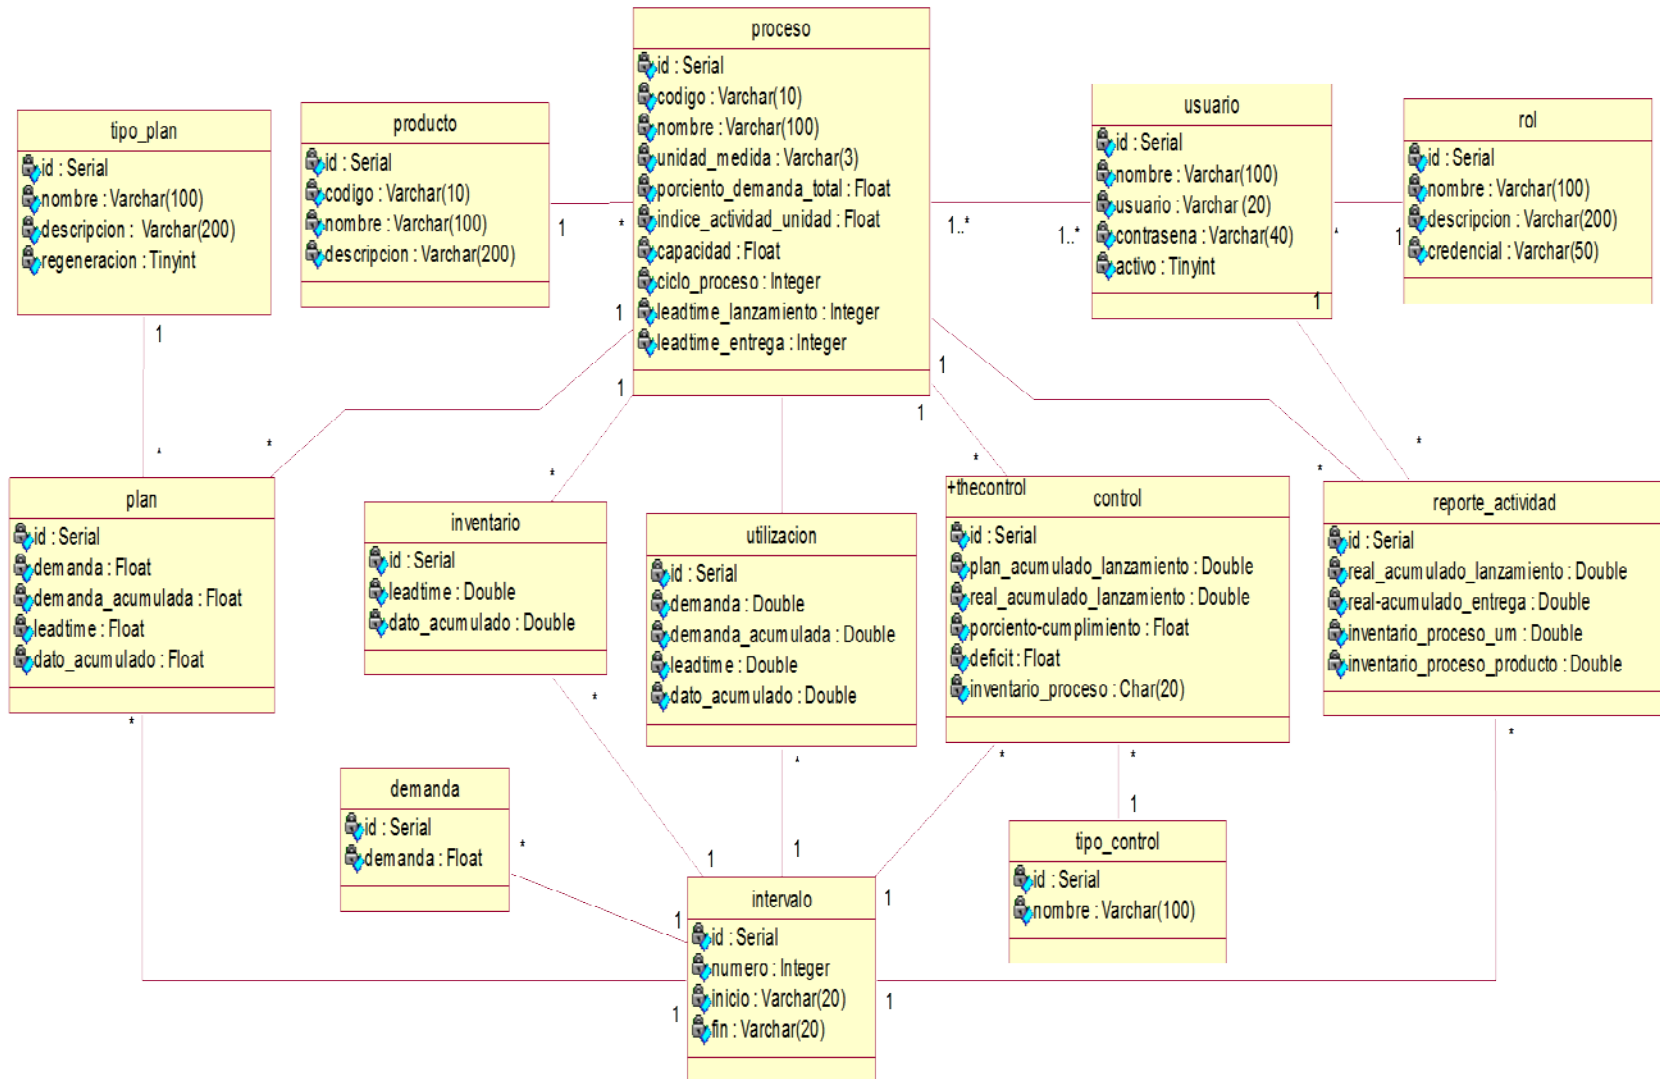 proceso
id : Serial
codigo : Varchar(10)
nombre : Varchar(100)
unidad_medida : Varchar(3)
porciento_demanda_total : Float
indice_actividad_unidad : Float
capacidad : Float
ciclo_proceso : Integer
leadtime_lanzamiento : Integer
leadtime_entrega : Integer
tipo_plan
id : Serial
nombre : Varchar(100)
descripcion : Varchar(200)
regeneracion : Tinyint
producto
id : Serial
codigo : Varchar(10)
nombre : Varchar(100)
descripcion : Varchar(200)
usuario
id : Serial
nombre : Varchar(100)
usuario : Varchar (20)
contrasena : Varchar(40)
activo : Tinyint
rol
id : Serial
nombre : Varchar(100)
descripcion : Varchar(200)
credencial : Varchar(50)
1
*
1..*
1..*
*
1
1
1
1
1
1
1
*
*
*
*
*
*
plan
id : Serial
demanda : Float
demanda_acumulada : Float
leadtime : Float
dato_acumulado : Float
inventario
id : Serial
leadtime : Double
dato_acumulado : Double
utilizacion
id : Serial
demanda : Double
demanda_acumulada : Double
leadtime : Double
dato_acumulado : Double
+thecontrol
control
id : Serial
plan_acumulado_lanzamiento : Double
real_acumulado_lanzamiento : Double
porciento-cumplimiento : Float
deficit : Float
inventario_proceso : Char(20)
reporte_actividad
id : Serial
real_acumulado_lanzamiento : Double
real-acumulado_entrega : Double
inventario_proceso_um : Double
inventario_proceso_producto : Double
*
*
*
*
*
*
1
demanda
id : Serial
demanda : Float
*
tipo_control
id : Serial
nombre : Varchar(100)
1
1
1
1
1
1
intervalo
id : Serial
numero : Integer
inicio : Varchar(20)
fin : Varchar(20)